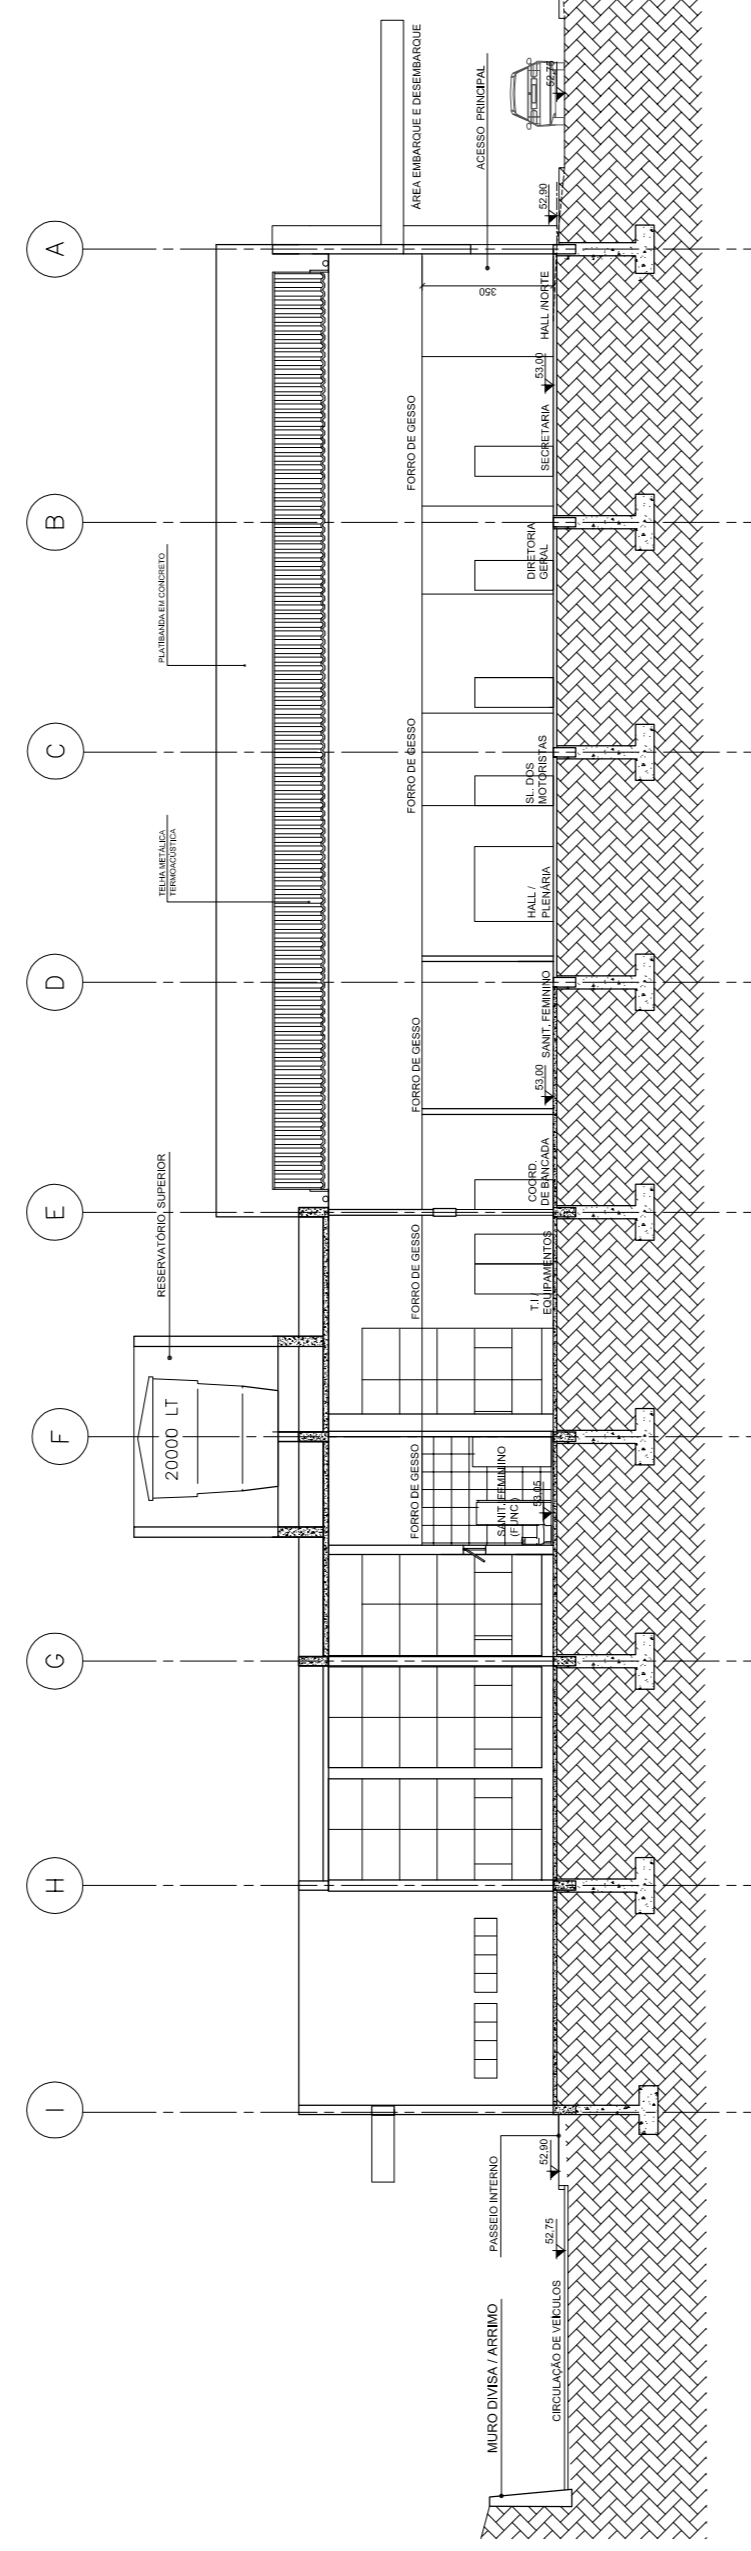 I
H
G
F
E
D
C
B
A
RESERVATÓRIO, SUPERIOR
20000 LT
TELHA METÁLICA
TERMOACÚSTICA
PLATIBANDA EM CONCRETO
ÁREA EMBARQUE E DESEMBARQUE
FORRO DE GESSO
FORRO DE GESSO
FORRO DE GESSO
FORRO DE GESSO
FORRO DE GESSO
MURO DIVISA / ARRIMO
PASSEIO INTERNO
ACESSO PRINCIPAL
350
CIRCULAÇÃO DE VEÍCULOS
52,75
52,90
SANIT. FEMININO
(FUNC.)
53,05
T.I /
EQUIPAMENTOS
COORD.
DE BANCADA
53,00
SANIT. FEMININO
HALL /
PLENÁRIA
SL. DOS
MOTORISTAS
DIRETORIA
GERAL
SECRETARIA
53,00
HALL /NORTE
52,90
52,75